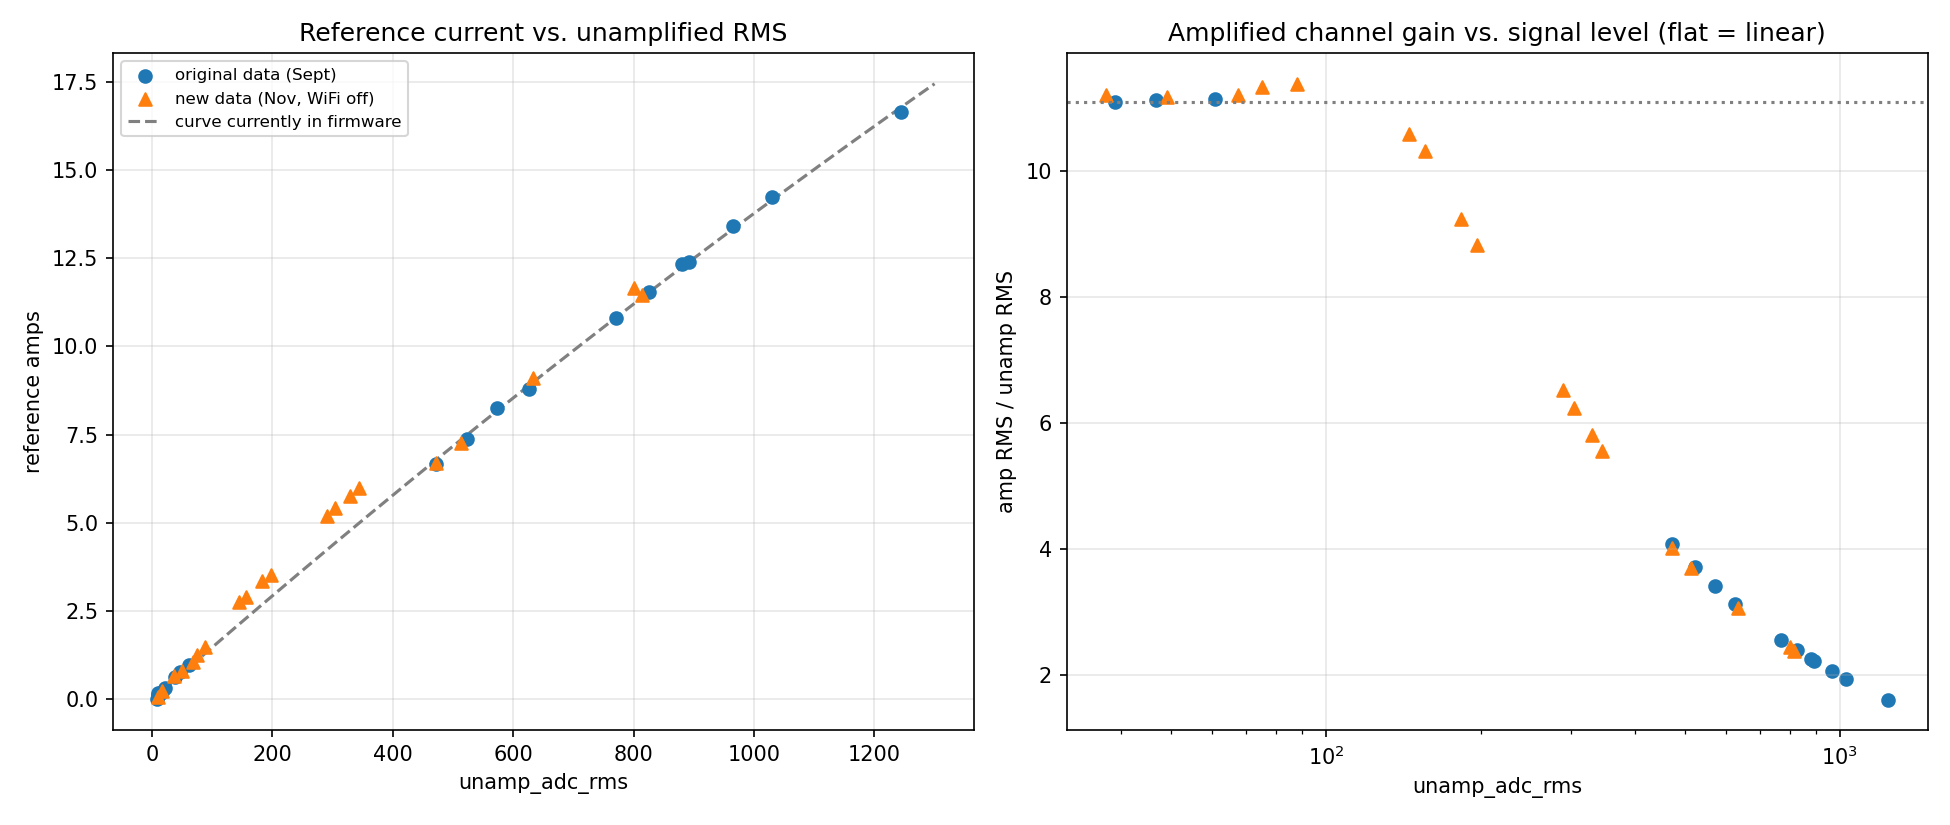 Reference current vs. unamplified RMS
original data (Sept)
new data (Nov, WiFi off)
curve currently in firmware
17.5
15.0
12.5
10.0
7.5
5.0
2.5
0.0
reference amps
0
200
400
600
800
1000
1200
unamp_adc_rms
Amplified channel gain vs. signal level (flat = linear)
10
8
6
4
2
amp RMS / unamp RMS
10²
10³
unamp_adc_rms